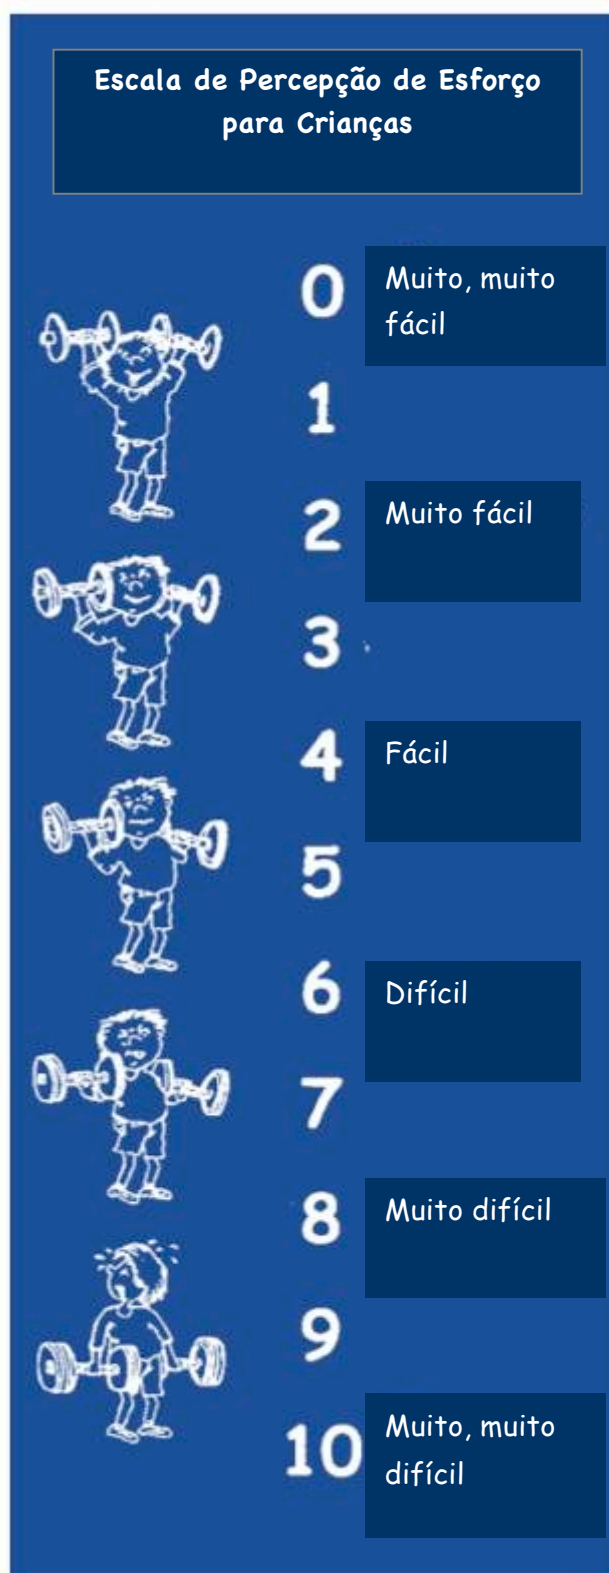 Escala de Percepção de Esforço
para Crianças
0
Muito, muito
fácil
1
2
Muito fácil
3
4
Fácil
5
6
Difícil
7
8
Muito difícil
9
10
Muito, muito
difícil